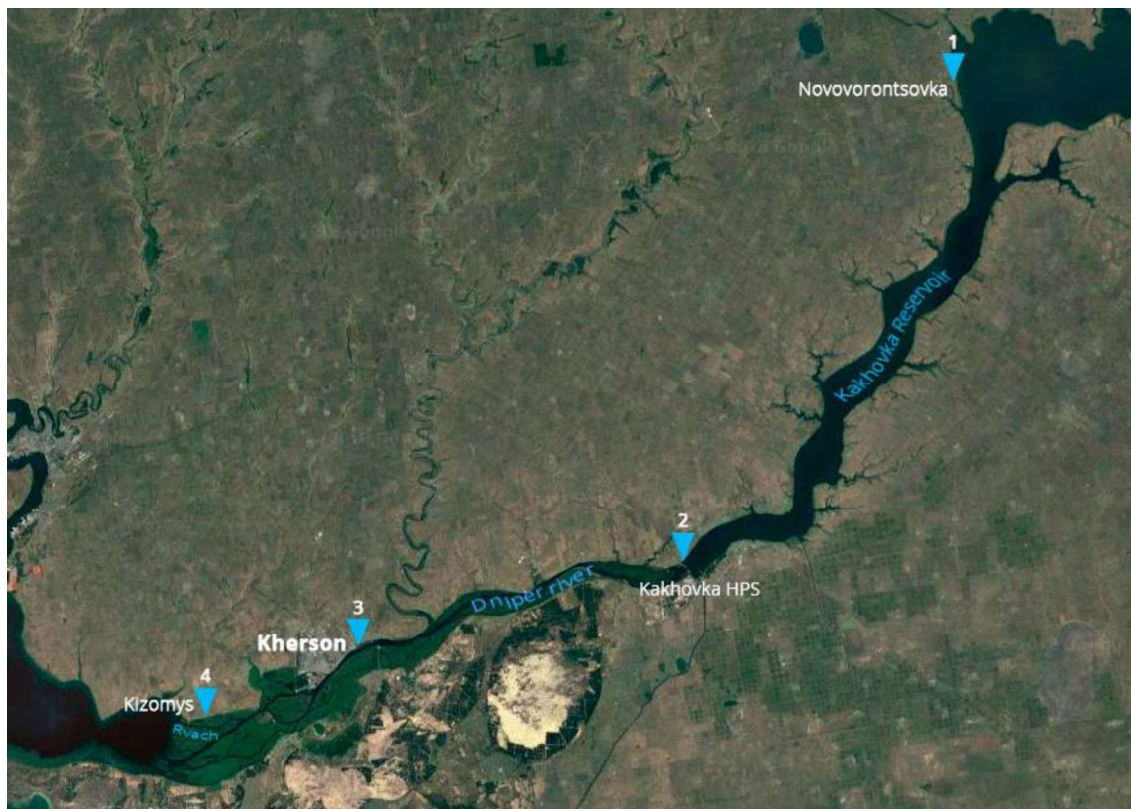 1
Novovorontsovka
Kakhovka Reservoir
2
Kakhovka HPS
Dniper river
3
Kherson
4
Kizomys
Rvach